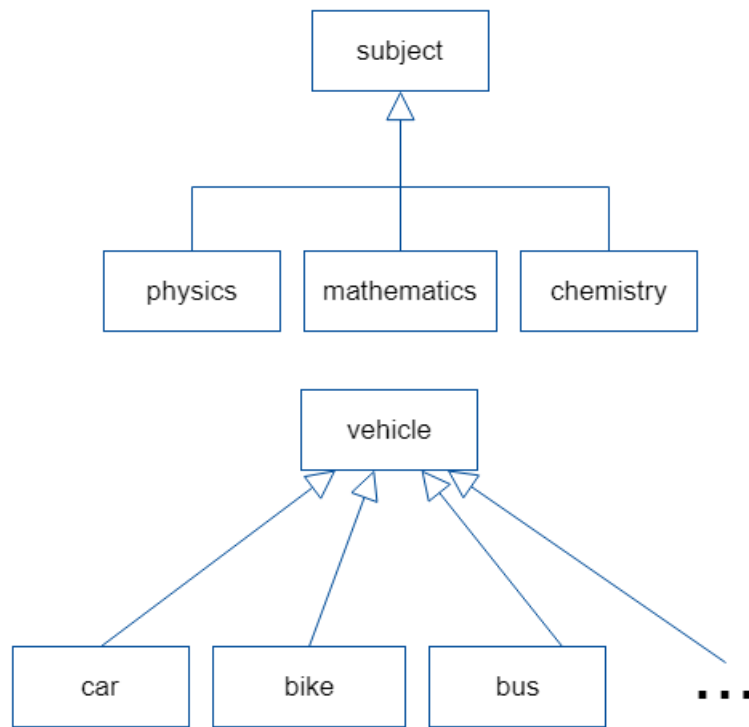 subject
physics
mathematics
chemistry
vehicle
car
bike
bus
...